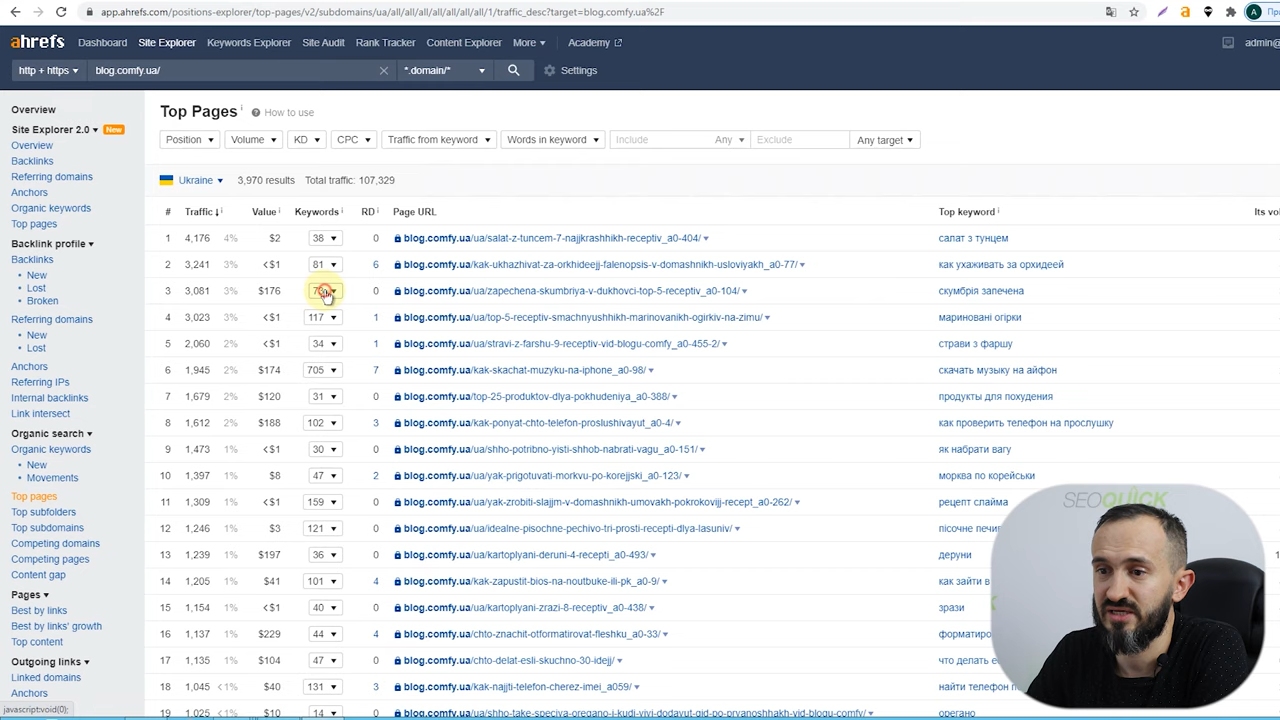 app.ahrefs.com/positions-explorer/top-pages/v2/subdomains/ua/all/all/all/all/all/all/1/traffic_desc?target=blog.comfy.ua%2F
ahrefs Dashboard Site Explorer Keywords Explorer Site Audit Rank Tracker Content Explorer More Academy admin@
http + https blog.comfy.ua/ *.domain/* Settings
Overview
Site Explorer 2.0 New
Overview
Backlinks
Referring domains
Anchors
Organic keywords
Top pages
Backlink profile
Backlinks
New
Lost
Broken
Referring domains
New
Lost
Anchors
Referring IPs
Internal backlinks
Link intersect
Organic search
Organic keywords
New
Movements
Top pages
Top subfolders
Top subdomains
Competing domains
Competing pages
Content gap
Pages
Best by links
Best by links' growth
Top content
Outgoing links
Linked domains
Anchors
javascript:void(0);
Top Pages How to use
Position Volume KD CPC Traffic from keyword Words in keyword Include Any Exclude Any target
Ukraine 3,970 results Total traffic: 107,329
# Traffic Value Keywords RD Page URL Top keyword Its vo
1 4,176 4% $2 38 0 blog.comfy.ua/ua/salat-z-tuncem-7-najjkrashhikh-receptiv_a0-404/ салат з тунцем
2 3,241 3% <$1 81 6 blog.comfy.ua/kak-ukhazhivat-za-orkhideejj-falenopsis-v-domashnikh-usloviyakh_a0-77/ как ухаживать за орхидеей
3 3,081 3% $176 0 blog.comfy.ua/ua/zapechena-skumbriya-v-dukhovci-top-5-receptiv_a0-104/ скумбрія запечена
4 3,023 3% <$1 117 1 blog.comfy.ua/ua/top-5-receptiv-smachnyushhikh-marinovanikh-ogirkiv-na-zimu/ мариновані огірки
5 2,060 2% <$1 34 1 blog.comfy.ua/ua/stravi-z-farshu-9-receptiv-vid-blogu-comfy_a0-455-2/ страви з фаршу
6 1,945 2% $174 705 7 blog.comfy.ua/kak-skachat-muzyku-na-iphone_a0-98/ скачать музыку на айфон
7 1,679 2% $120 31 0 blog.comfy.ua/top-25-produktov-dlya-pokhudeniya_a0-388/ продукты для похудения
8 1,612 2% $188 102 3 blog.comfy.ua/kak-ponyat-chto-telefon-proslushivayut_a0-4/ как проверить телефон на прослушку
9 1,473 1% <$1 30 0 blog.comfy.ua/ua/shho-potribno-yisti-shhob-nabrati-vagu_a0-151/ як набрати вагу
10 1,397 1% $8 47 2 blog.comfy.ua/ua/yak-prigotuvati-morkvu-po-korejjski_a0-123/ морква по корейськи
11 1,309 1% <$1 159 0 blog.comfy.ua/ua/yak-zrobiti-slajjm-v-domashnikh-umovakh-pokrokovijj-recept_a0-262/ рецепт слайма
12 1,246 1% $3 121 0 blog.comfy.ua/ua/idealne-pisochne-pechivo-tri-prosti-recepti-dlya-lasuniv/ пісочне печи
13 1,239 1% $197 36 0 blog.comfy.ua/ua/kartoplyani-deruni-4-recepti_a0-493/ деруни
14 1,205 1% $41 101 4 blog.comfy.ua/kak-zapustit-bios-na-noutbuke-ili-pk_a0-9/ как зайти в
15 1,154 1% <$1 40 0 blog.comfy.ua/ua/kartoplyani-zrazi-8-receptiv_a0-438/ зрази
16 1,137 1% $229 44 4 blog.comfy.ua/chto-znachit-otformatirovat-fleshku_a0-33/ форматиро
17 1,135 1% $104 47 0 blog.comfy.ua/chto-delat-esli-skuchno-30-idejj/ что делать е
18 1,045 <1% $40 131 3 blog.comfy.ua/kak-najjti-telefon-cherez-imei_a059/ найти телефон п
19 1,025 <1% $10 14 0 blog.comfy.ua/ua/shho-take-speciya-oregano-i-kudi-vivi-dodayut-gid-po-pryanoshhakh-vid-blogu-comfy/ орегано
SEOQUICK